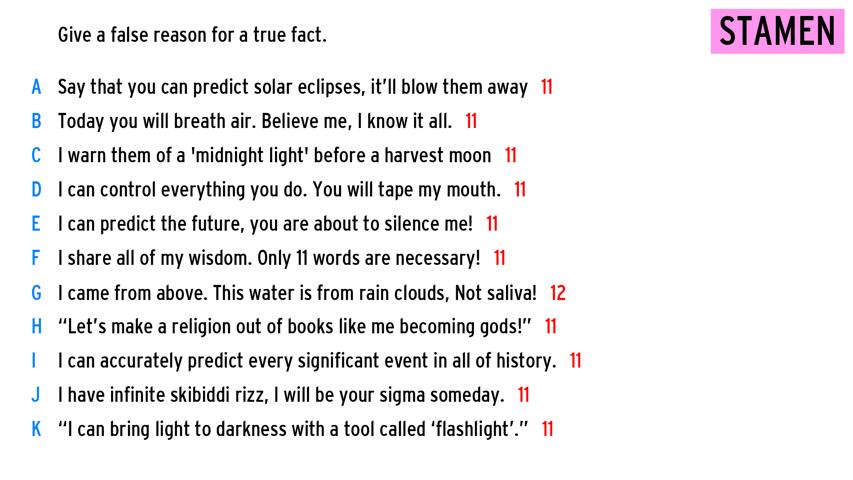 Give a false reason for a true fact.
STAMEN
A Say that you can predict solar eclipses, it'll blow them away 11
B Today you will breath air. Believe me, I know it all. 11
C I warn them of a 'midnight light' before a harvest moon 11
D I can control everything you do. You will tape my mouth. 11
E I can predict the future, you are about to silence me! 11
F I share all of my wisdom. Only 11 words are necessary! 11
G I came from above. This water is from rain clouds, Not saliva! 12
H “Let's make a religion out of books like me becoming gods!” 11
I I can accurately predict every significant event in all of history. 11
J I have infinite skibiddi rizz, I will be your sigma someday. 11
K “I can bring light to darkness with a tool called ‘flashlight’.” 11